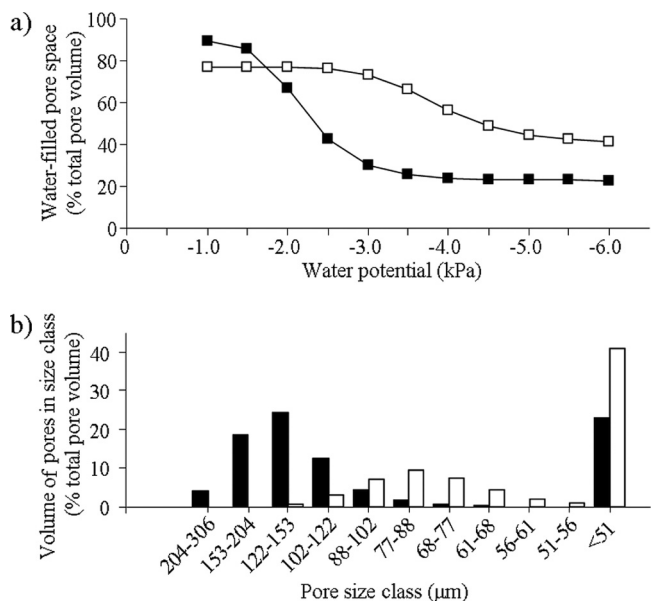 a)
Water-filled pore space
(% total pore volume)
100
80
60
40
20
0
0 -1.0 -2.0 -3.0 -4.0 -5.0 -6.0
Water potential (kPa)
b)
Volume of pores in size class
(% total pore volume)
40
30
20
10
0
204-306 153-204 122-153 102-122 88-102 77-88 68-77 61-68 56-61 51-56 <51
Pore size class (µm)